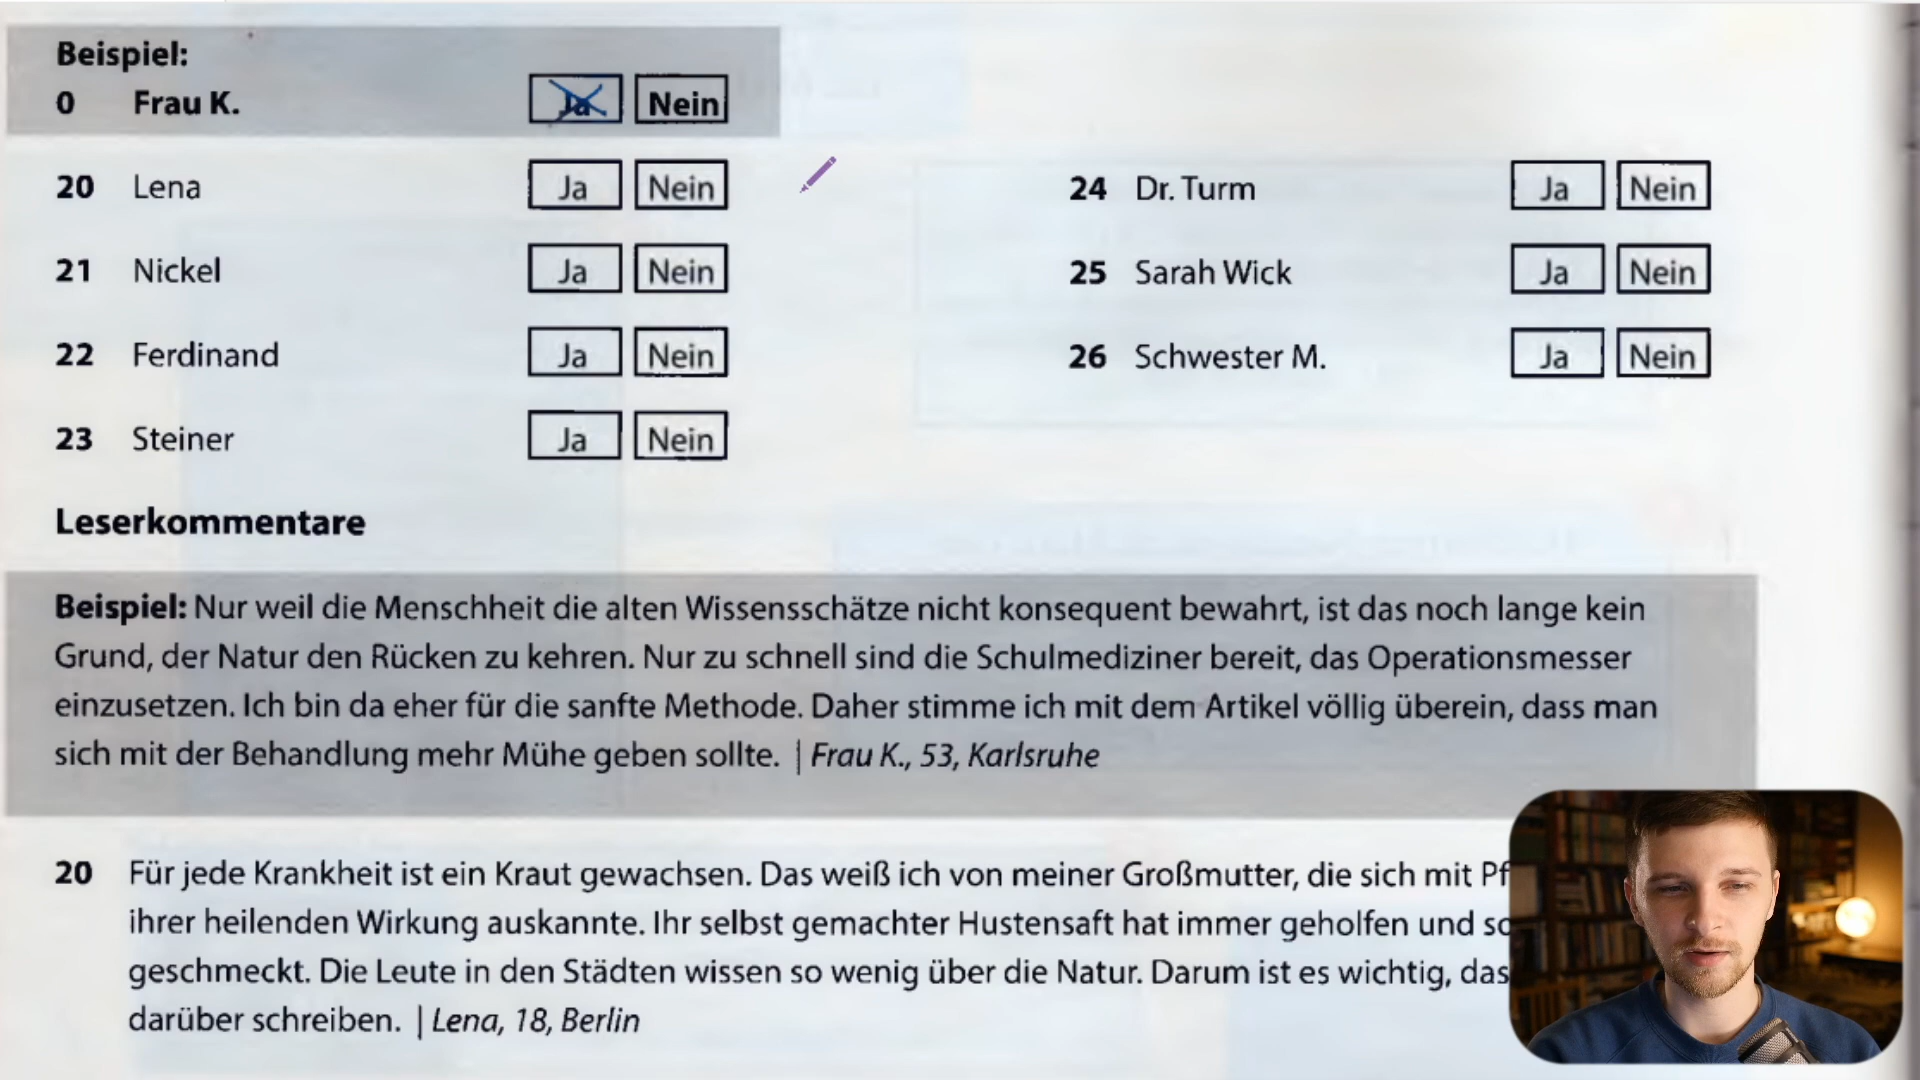 Beispiel:
0 Frau K. Ja Nein
20 Lena Ja Nein
21 Nickel Ja Nein
22 Ferdinand Ja Nein
23 Steiner Ja Nein
24 Dr. Turm Ja Nein
25 Sarah Wick Ja Nein
26 Schwester M. Ja Nein
Leserkommentare
Beispiel: Nur weil die Menschheit die alten Wissensschätze nicht konsequent bewahrt, ist das noch lange kein
Grund, der Natur den Rücken zu kehren. Nur zu schnell sind die Schulmediziner bereit, das Operationsmesser
einzusetzen. Ich bin da eher für die sanfte Methode. Daher stimme ich mit dem Artikel völlig überein, dass man
sich mit der Behandlung mehr Mühe geben sollte. | Frau K., 53, Karlsruhe
20 Für jede Krankheit ist ein Kraut gewachsen. Das weiß ich von meiner Großmutter, die sich mit
ihrer heilenden Wirkung auskannte. Ihr selbst gemachter Hustensaft hat immer geholfen und
geschmeckt. Die Leute in den Städten wissen so wenig über die Natur. Darum ist es wichtig,
darüber schreiben. | Lena, 18, Berlin